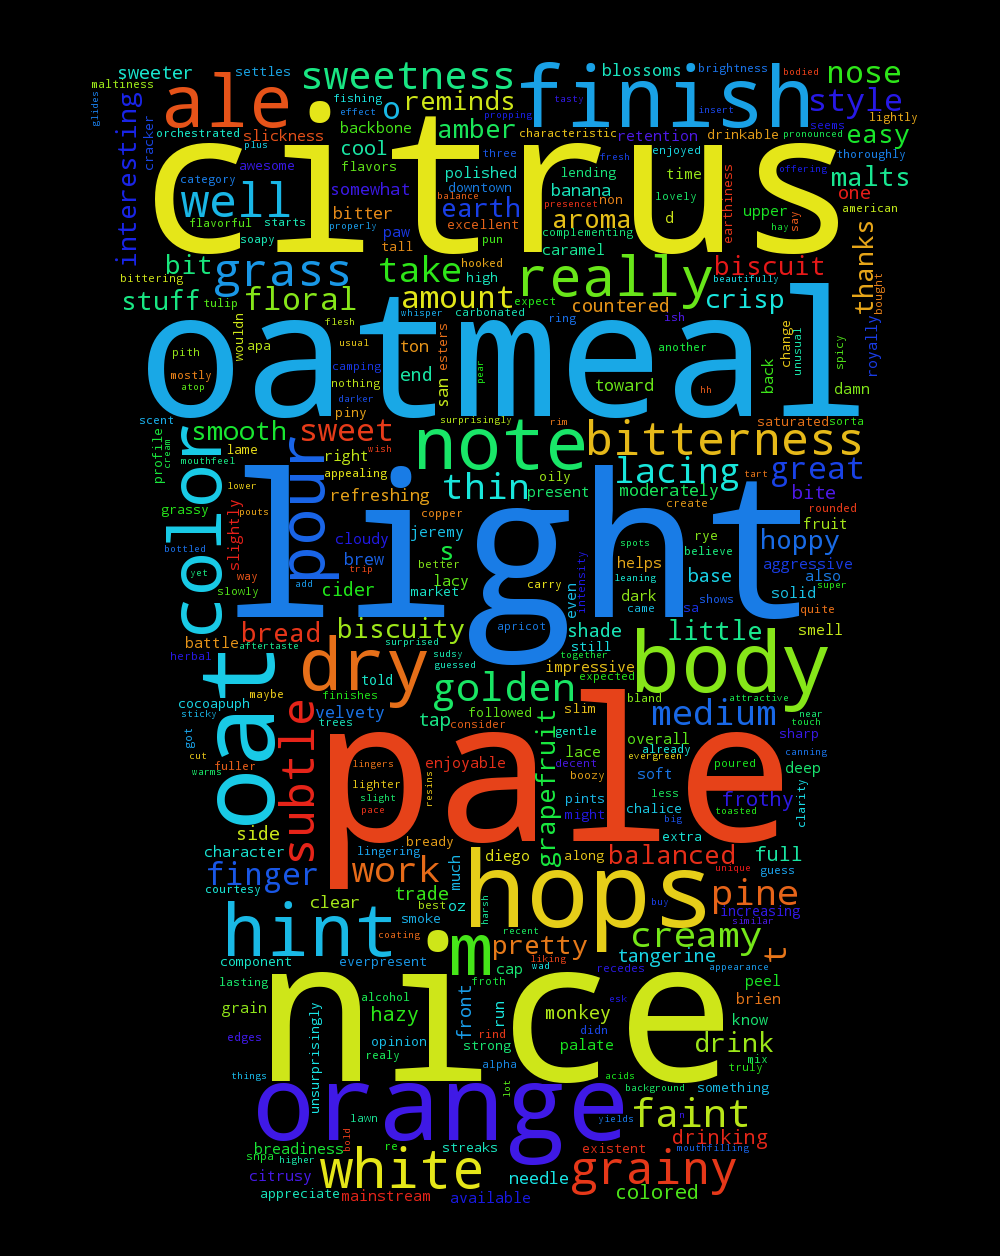 sweeter settles sweetness blossoms brightness bodied nose
maltiness ale fishing o reminds finish tasty insert style lightly
glides interesting cracker orchestrated slickness effect backbone amber propping characteristic retention drinkable seems pronounced easy
plus awesome cool flavors citrus three fresh enjoyed thoroughly
category well somewhat polished downtown lending banana time offering malts
flavorful starts properly bitter paw earth balance excellent presencet non aroma lovely d earthiness upper say one american
soapy tall pun complementing hay
bittering bit grass take hooked high caramel really biscuit beautifully thanks bought
stuff tulip floral amount expect countered crisp
wouldn flesh whisper carbonated ring ish change unusual spicy royally
pith apa usual ton esters oatmeal another back
mostly atop camping nothing darker end san pear toward hh damn
scent piny surprisingly rim saturated sorta
profile cream smooth sweet note bitterness
mouthfeel color lame pour right wish appealing thin oily lacing tart great
lower refreshing present moderately create bite rounded
grassy pouts slightly copper light spots rye fruit
bottled cloudy jeremy s better believe hoppy
yet way trip brew lacy intensity helps leaning base aggressive also
slowly add cider market carry even dark came sa shows solid super quite
battle bread biscuity apricot shade little smell
herbal aftertaste surprised sudsy guessed still together
oat dry told impressive expected body
cocoapuph maybe finishes golden bland attractive
sticky subtle velvety trees tap followed consider slim medium near touch
got cut lingers gentle overall already sharp
warms fuller lighter enjoyable resins grapefruit lace decent evergreen poured canning
slight pace pale boozy soft deep
pints less chalice frothy toasted clarity
might big
side bready extra
character lingering diego along balanced full
courtesy finger work much unique guess
clear trade best oz harsh hops buy pine increasing
smoke similar
hint coating m recent pretty creamy t
component everpresent cap liking wad tangerine appearance
lasting froth recedes peel
grain alcohol hazy front run monkey esk brien
unsurprisingly nice know
edges opinion rind strong didn palate drink mix
realy truly
things alpha lot acids background something
orange yields n faint
lawn
breadiness bold re streaks existent drinking
snpa higher mouthfilling
citrusy white needle grainy
appreciate mainstream available colored